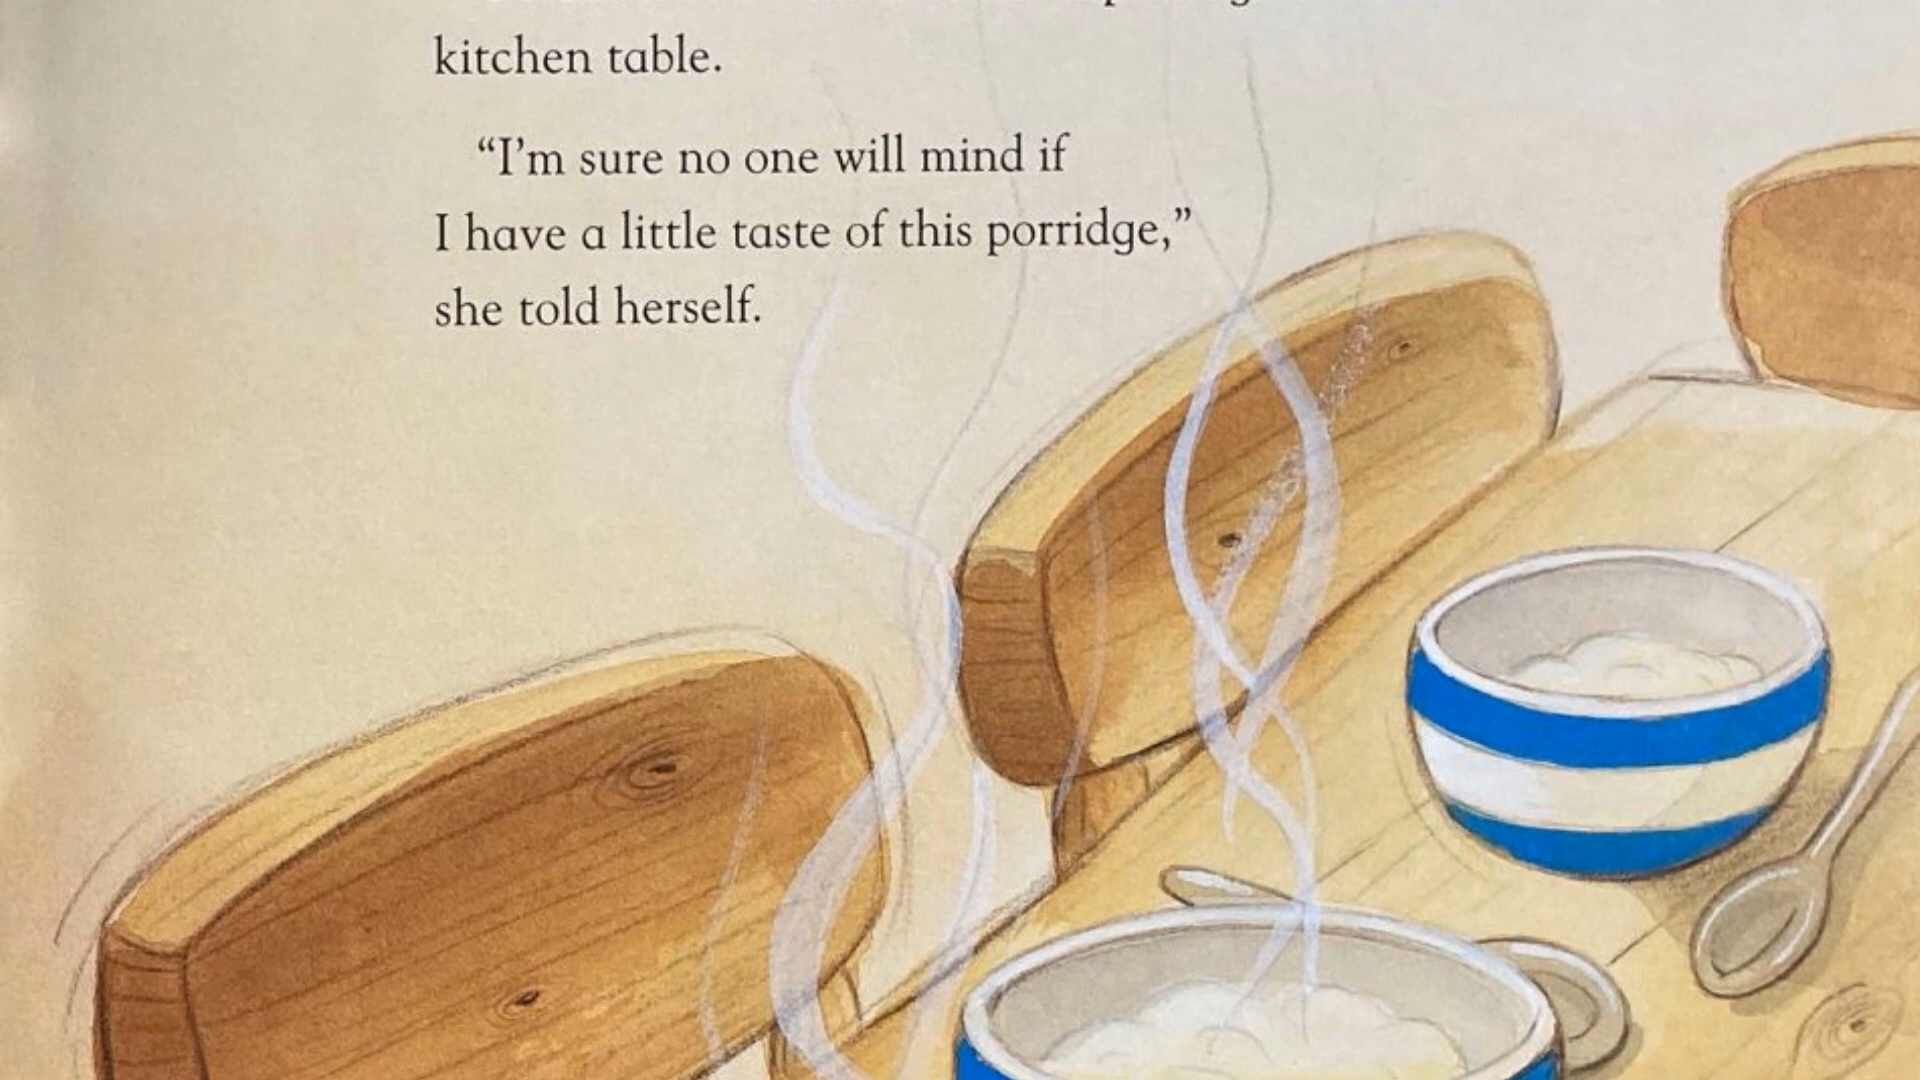 kitchen table.
“I’m sure no one will mind if
I have a little taste of this porridge,”
she told herself.